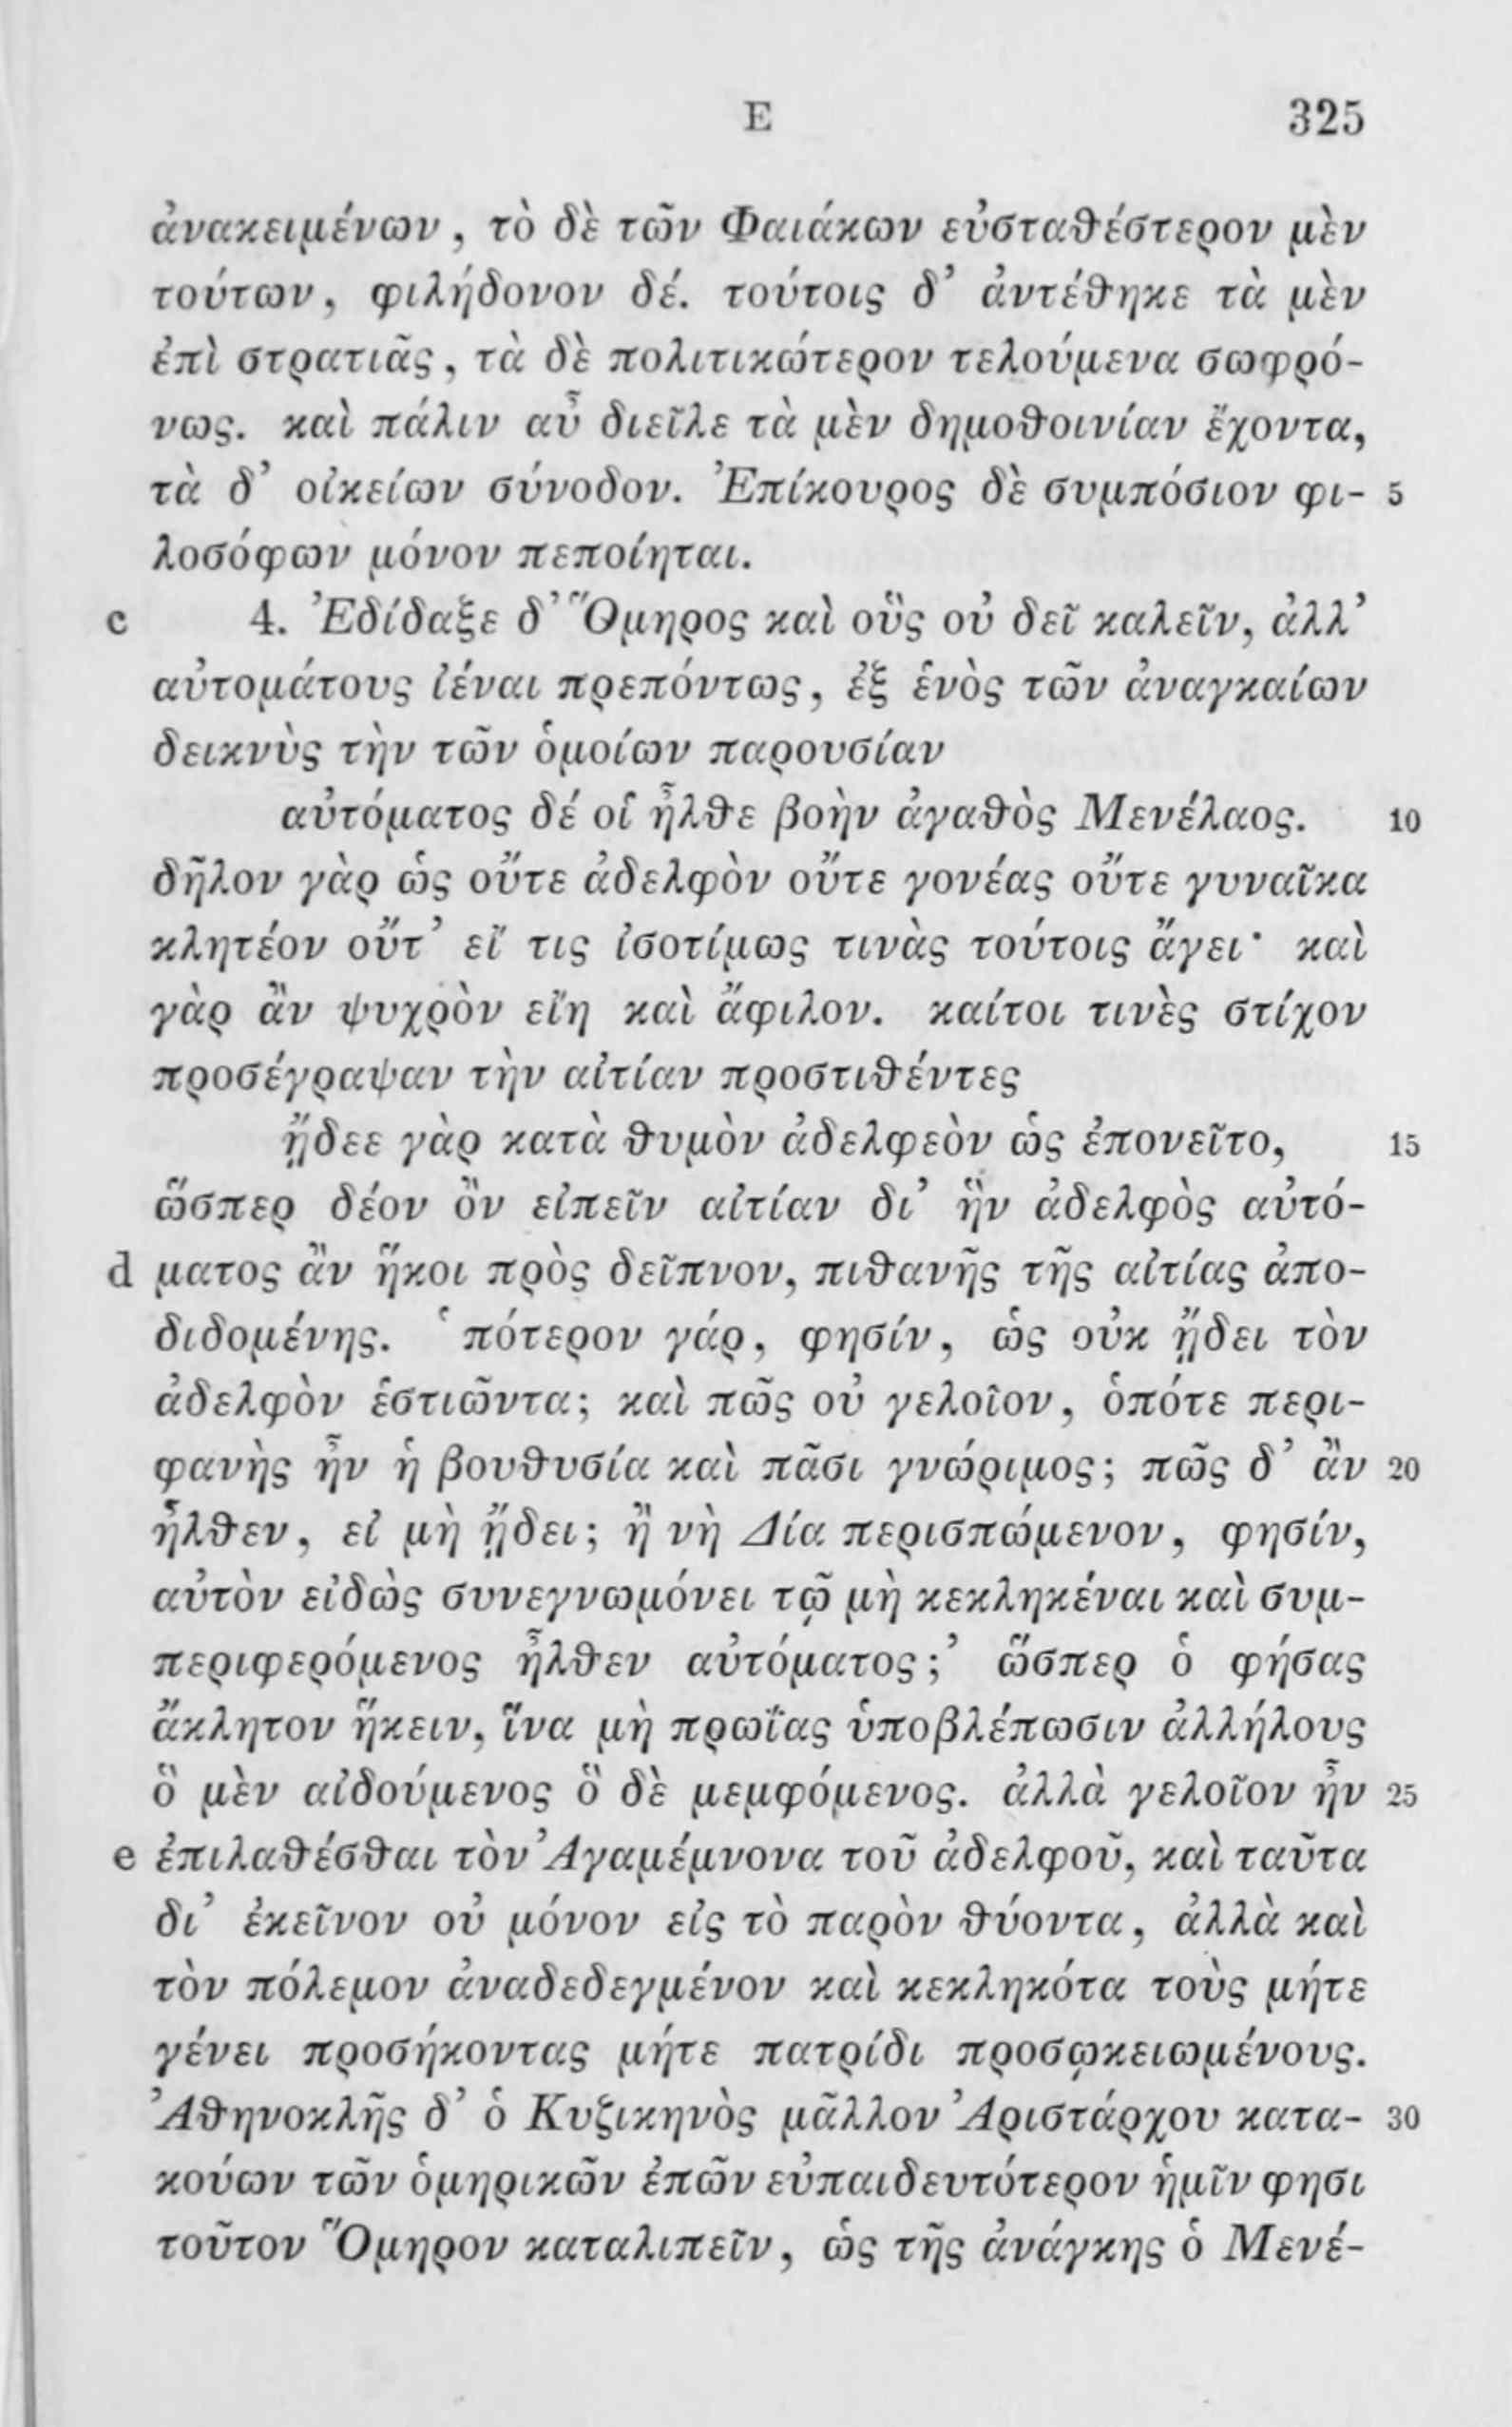 E 325
ἀνακειμένων, τὸ δὲ τῶν Φαιάκων εὐσταθέστερον μὲν
τούτων, φιλήδονον δέ. τούτοις δ’ ἀντέθηκε τὰ μὲν
ἐπὶ στρατιᾶς, τὰ δὲ πολιτικώτερον τελούμενα σωφρό-
νως. καὶ πάλιν αὖ διεῖλε τὰ μὲν δημοθοινίαν ἔχοντα,
τὰ δ’ οἰκείων σύνοδον. Ἐπίκουρος δὲ συμπόσιον φι- 5
λοσόφων μόνον πεποίηται.
c 4. Ἐδίδαξε δ’ Ὅμηρος καὶ οὓς οὐ δεῖ καλεῖν, ἀλλ’
αὐτομάτους ἰέναι πρεπόντως, ἐξ ἑνὸς τῶν ἀναγκαίων
δεικνὺς τὴν τῶν ὁμοίων παρουσίαν
αὐτόματος δέ οἱ ἦλθε βοὴν ἀγαθὸς Μενέλαος. 10
δῆλον γὰρ ὡς οὔτε ἀδελφὸν οὔτε γονέας οὔτε γυναῖκα
κλητέον οὔτ’ εἴ τις ἰσοτίμως τινὰς τούτοις ἄγει· καὶ
γὰρ ἂν ψυχρὸν εἴη καὶ ἄφιλον. καίτοι τινὲς στίχον
προσέγραψαν τὴν αἰτίαν προστιθέντες
ᾔδεε γὰρ κατὰ θυμὸν ἀδελφεὸν ὡς ἐπονεῖτο, 15
ὥσπερ δέον ὂν εἰπεῖν αἰτίαν δι’ ἣν ἀδελφὸς αὐτό-
d ματος ἂν ἥκοι πρὸς δεῖπνον, πιθανῆς τῆς αἰτίας ἀπο-
διδομένης. ‘πότερον γάρ, φησίν, ὡς οὐκ ᾔδει τὸν
ἀδελφὸν ἑστιῶντα; καὶ πῶς οὐ γελοῖον, ὁπότε περι-
φανὴς ἦν ἡ βουθυσία καὶ πᾶσι γνώριμος; πῶς δ’ ἂν 20
ἦλθεν, εἰ μὴ ᾔδει; ἢ νὴ Δία περισπώμενον, φησίν,
αὐτὸν εἰδὼς συνεγνωμόνει τῷ μὴ κεκληκέναι καὶ συμ-
περιφερόμενος ἦλθεν αὐτόματος;’ ὥσπερ ὁ φήσας
ἄκλητον ἥκειν, ἵνα μὴ πρωΐας ὑποβλέπωσιν ἀλλήλους
ὃ μὲν αἰδούμενος ὃ δὲ μεμφόμενος. ἀλλὰ γελοῖον ἦν 25
e ἐπιλαθέσθαι τὸν Ἀγαμέμνονα τοῦ ἀδελφοῦ, καὶ ταῦτα
δι’ ἐκεῖνον οὐ μόνον εἰς τὸ παρὸν θύοντα, ἀλλὰ καὶ
τὸν πόλεμον ἀναδεδεγμένον καὶ κεκληκότα τοὺς μήτε
γένει προσήκοντας μήτε πατρίδι προσῳκειωμένους.
Ἀθηνοκλῆς δ’ ὁ Κυζικηνὸς μᾶλλον Ἀριστάρχου κατα- 30
κούων τῶν ὁμηρικῶν ἐπῶν εὐπαιδευτότερον ἡμῖν φησι
τοῦτον Ὅμηρον καταλιπεῖν, ὡς τῆς ἀνάγκης ὁ Μενέ-